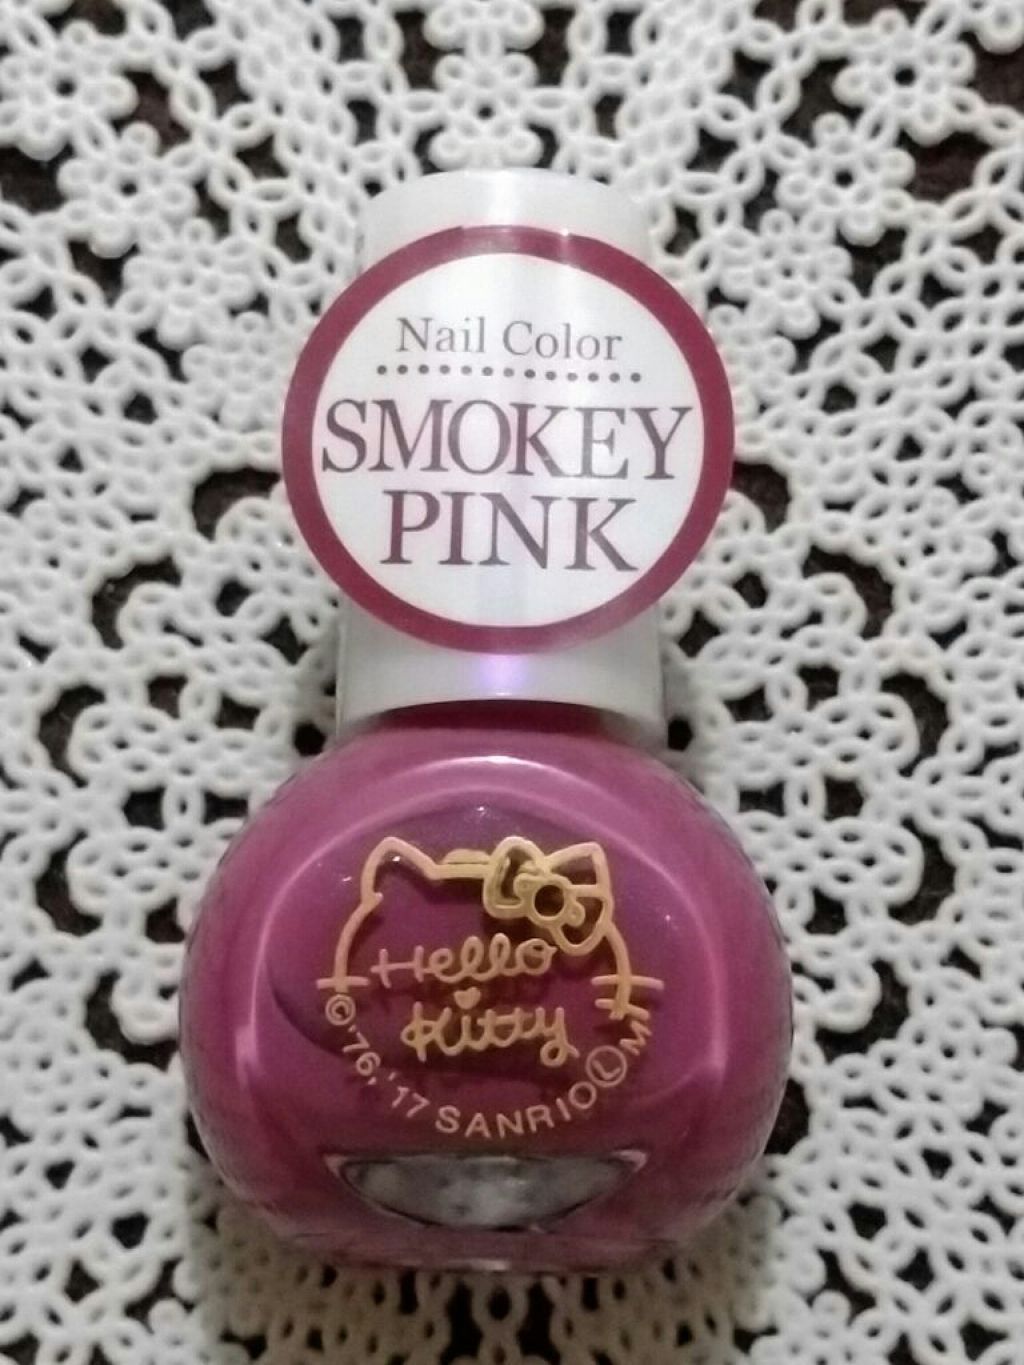 Nail Color
SMOKEY
PINK
Hello
Kitty
©'76,'17 SANRIO Ⓛ M